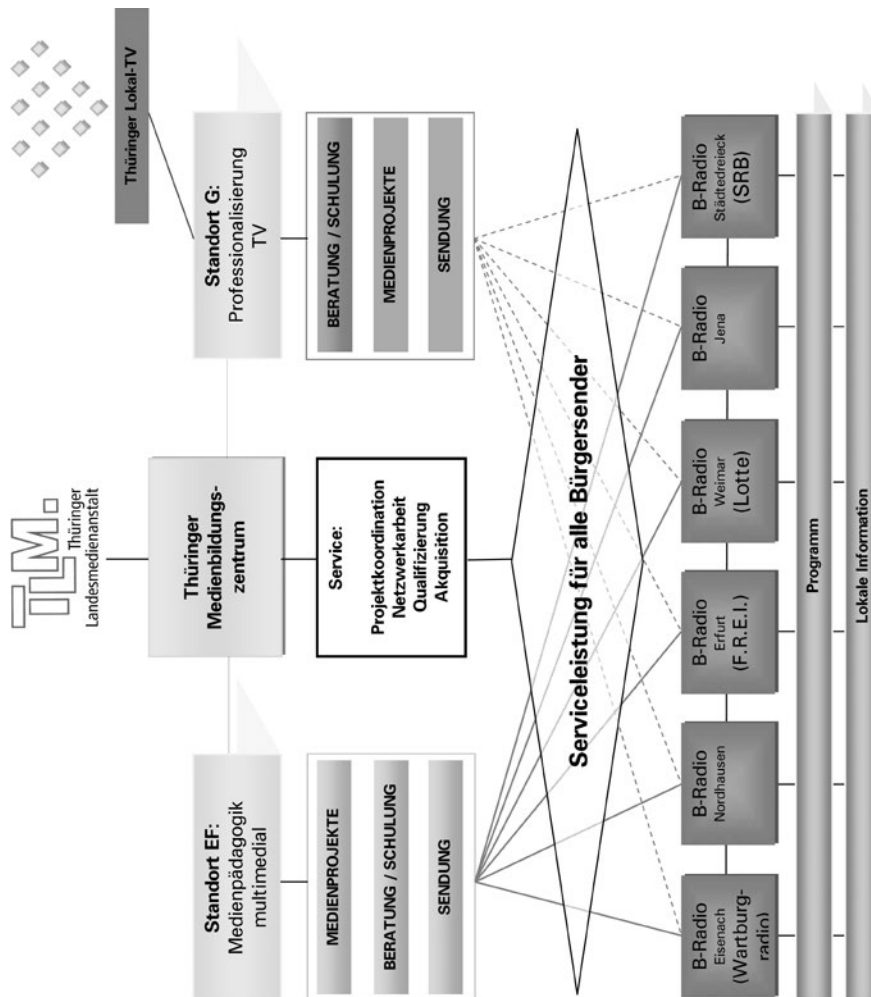 TLM.
Thüringer
Landesmedienanstalt
Thüringer Lokal-TV
Standort EF:
Medienpädagogik
multimedial
Thüringer
Medienbildungs-
zentrum
Standort G:
Professionalisierung
TV
MEDIENPROJEKTE
BERATUNG / SCHULUNG
SENDUNG
Service:
Projektkoordination
Netzwerkarbeit
Qualifizierung
Akquisition
BERATUNG / SCHULUNG
MEDIENPROJEKTE
SENDUNG
Serviceleistung für alle Bürgersender
B-Radio
Eisenach
(Wartburg-
radio)
B-Radio
Nordhausen
B-Radio
Erfurt
(F.R.E.I.)
B-Radio
Weimar
(Lotte)
B-Radio
Jena
B-Radio
Städtedreieck
(SRB)
Programm
Lokale Information